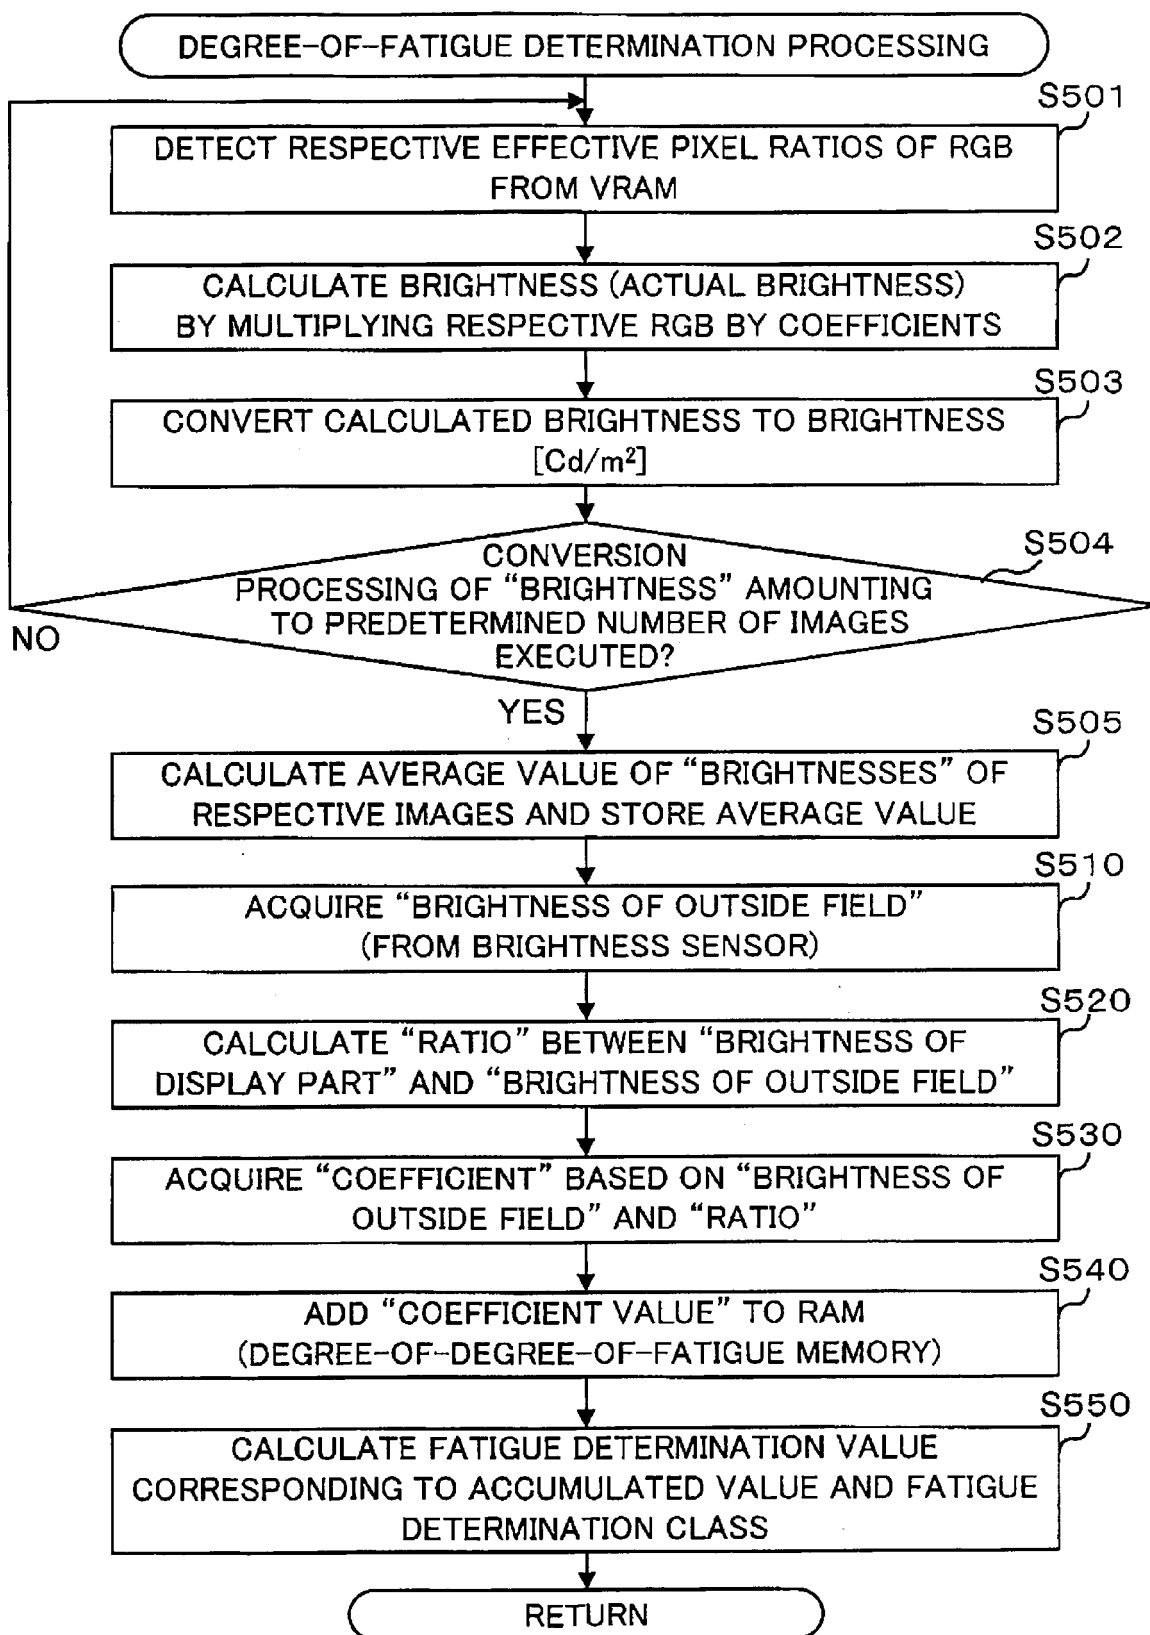 DEGREE-OF-FATIGUE DETERMINATION PROCESSING
S501
DETECT RESPECTIVE EFFECTIVE PIXEL RATIOS OF RGB
FROM VRAM
S502
CALCULATE BRIGHTNESS (ACTUAL BRIGHTNESS)
BY MULTIPLYING RESPECTIVE RGB BY COEFFICIENTS
S503
CONVERT CALCULATED BRIGHTNESS TO BRIGHTNESS
[Cd/m²]
S504
CONVERSION
PROCESSING OF “BRIGHTNESS” AMOUNTING
TO PREDETERMINED NUMBER OF IMAGES
EXECUTED?
NO
YES
S505
CALCULATE AVERAGE VALUE OF “BRIGHTNESSES” OF
RESPECTIVE IMAGES AND STORE AVERAGE VALUE
S510
ACQUIRE “BRIGHTNESS OF OUTSIDE FIELD”
(FROM BRIGHTNESS SENSOR)
S520
CALCULATE “RATIO” BETWEEN “BRIGHTNESS OF
DISPLAY PART” AND “BRIGHTNESS OF OUTSIDE FIELD”
S530
ACQUIRE “COEFFICIENT” BASED ON “BRIGHTNESS OF
OUTSIDE FIELD” AND “RATIO”
S540
ADD “COEFFICIENT VALUE” TO RAM
(DEGREE-OF-DEGREE-OF-FATIGUE MEMORY)
S550
CALCULATE FATIGUE DETERMINATION VALUE
CORRESPONDING TO ACCUMULATED VALUE AND FATIGUE
DETERMINATION CLASS
RETURN